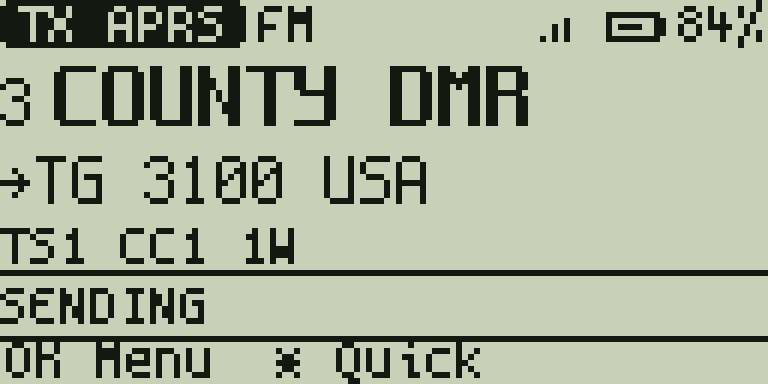 TX APRS FM 84%
3 COUNTY DMR
→TG 3100 USA
TS1 CC1 1W
SENDING
OK Menu * Quick